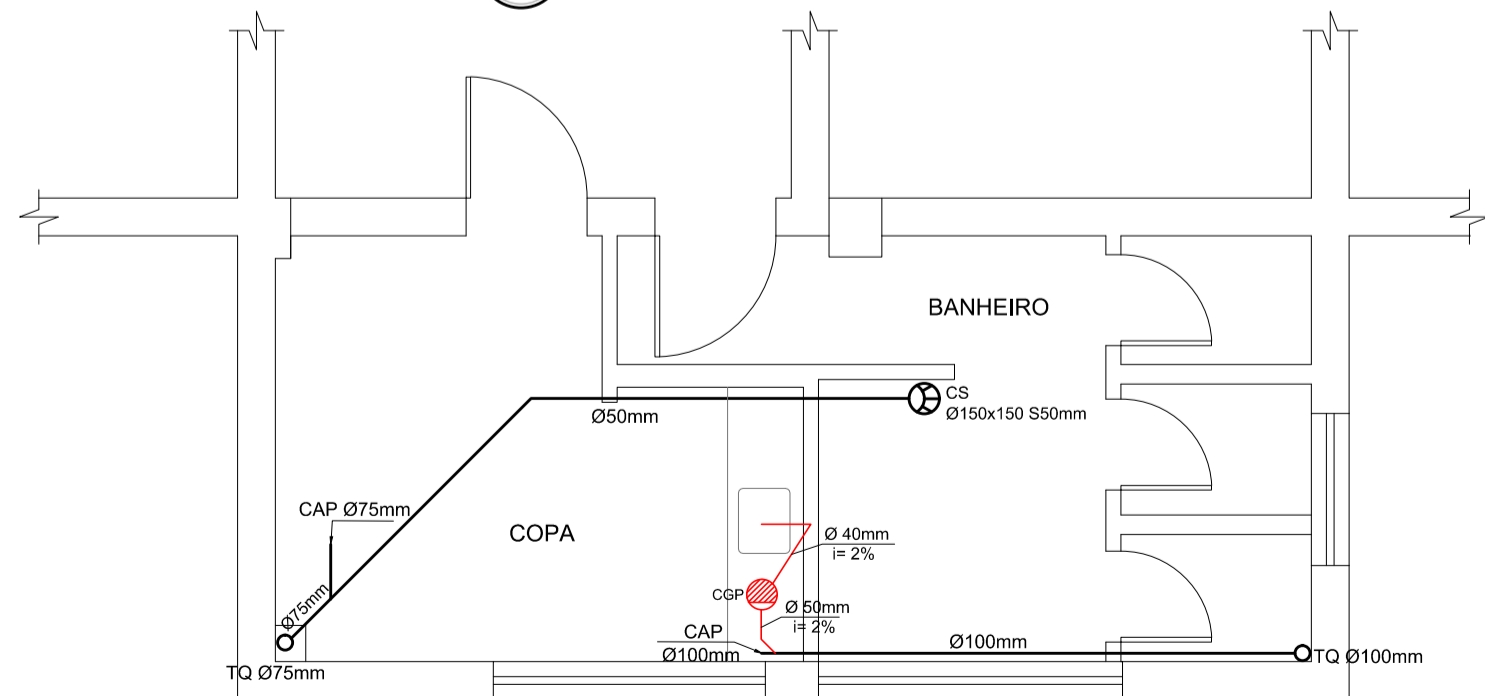 BANHEIRO
CS
Ø150x150 S50mm
Ø50mm
CAP Ø75mm
COPA
Ø 40mm
i= 2%
CGP
Ø 50mm
i= 2%
Ø75mm
CAP
Ø100mm
Ø100mm
TQ Ø100mm
TQ Ø75mm